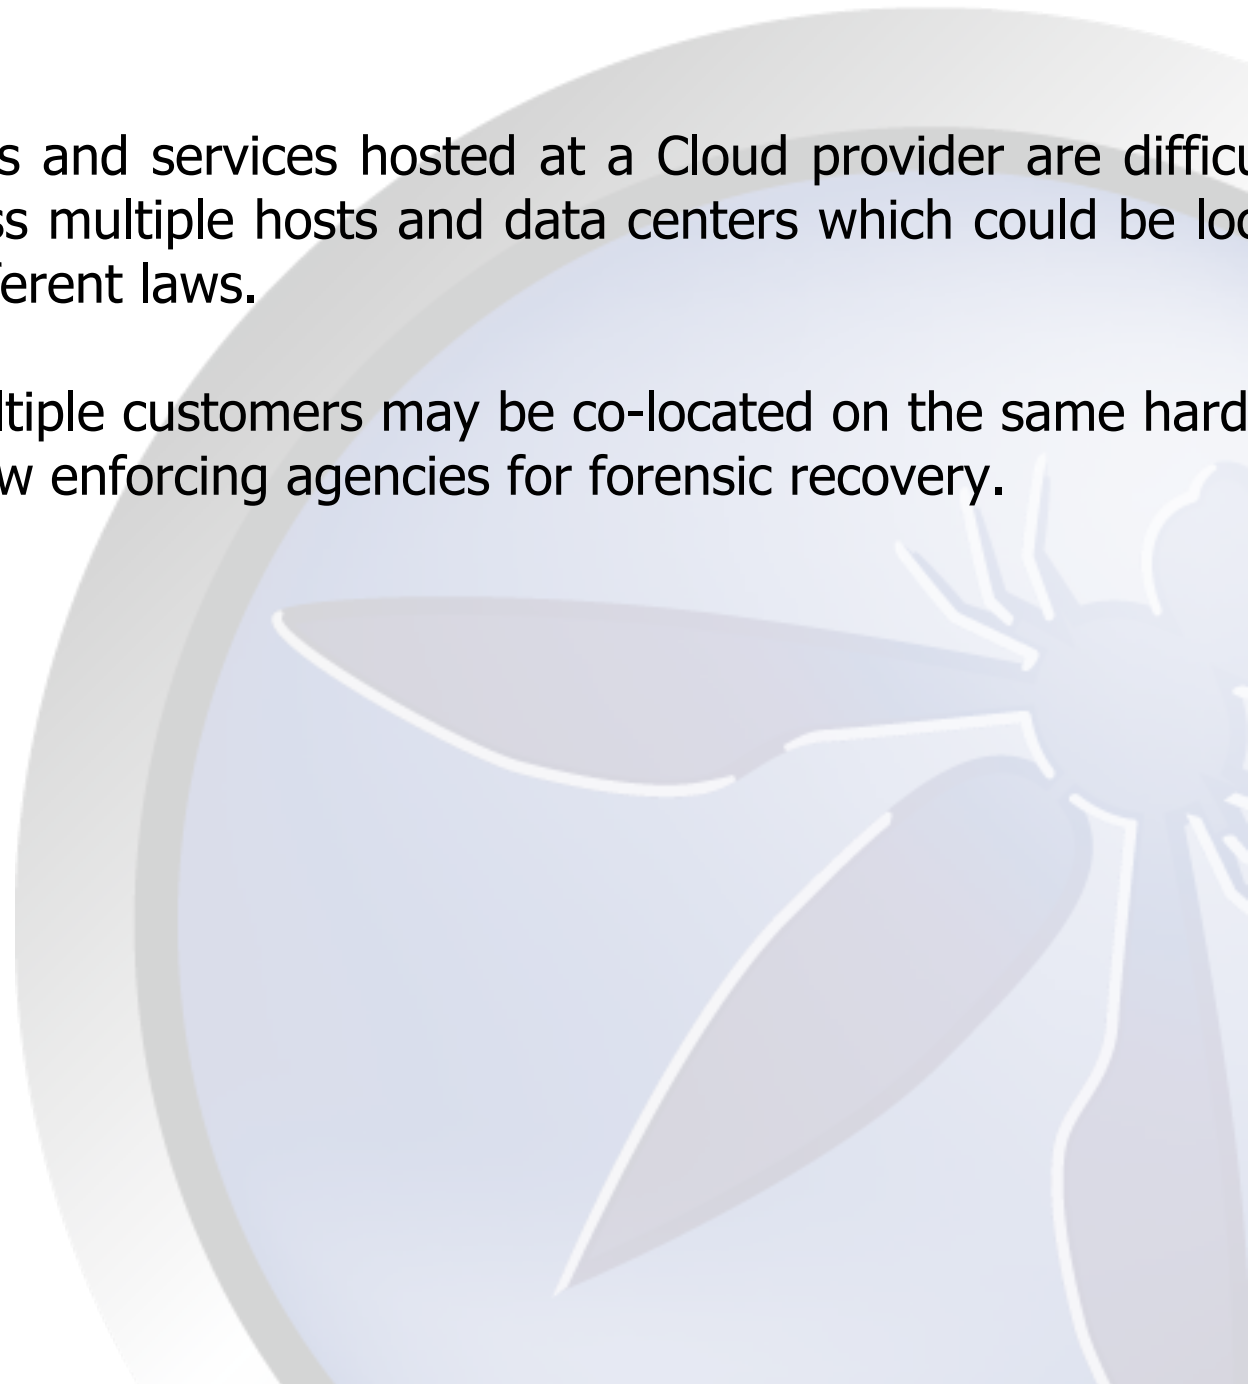 s and services hosted at a Cloud provider are difficu
ss multiple hosts and data centers which could be loc
ferent laws.
ltiple customers may be co-located on the same hard
w enforcing agencies for forensic recovery.